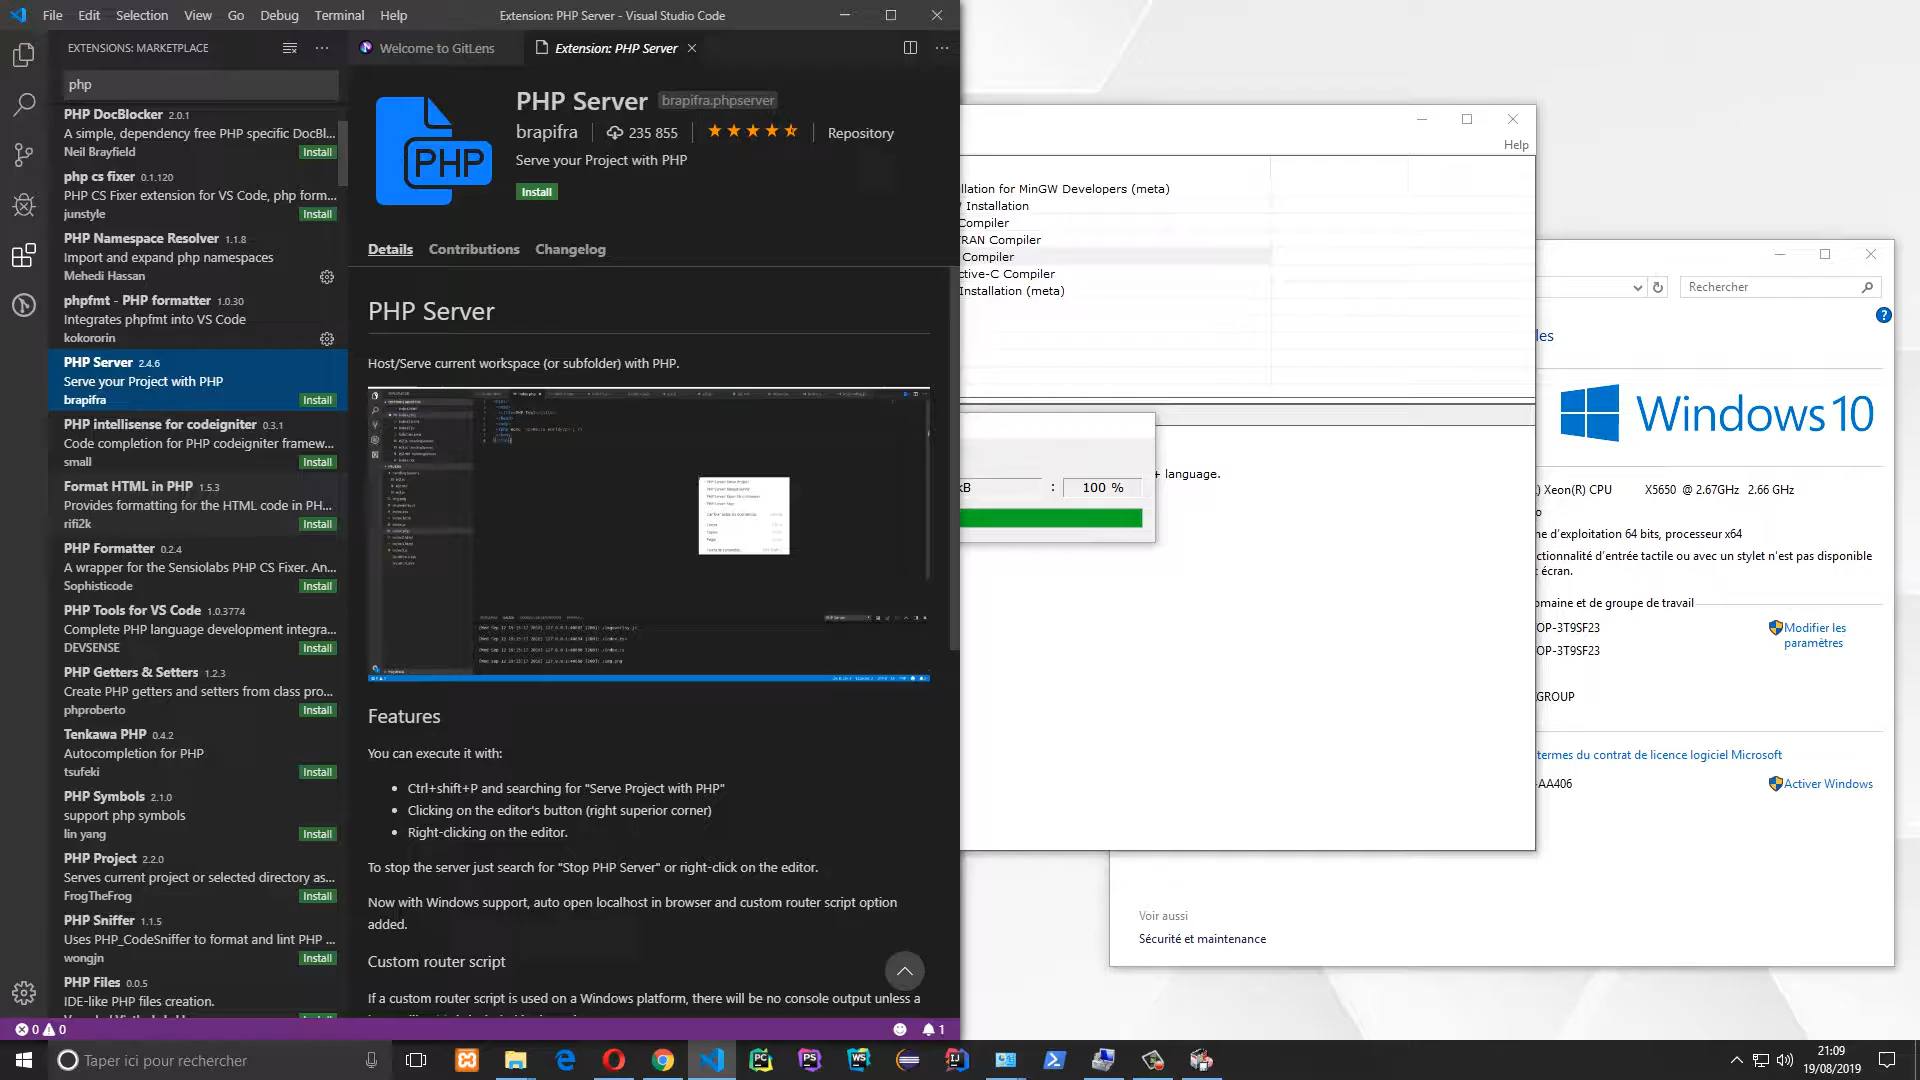 File Edit Selection View Go Debug Terminal Help
Extension: PHP Server - Visual Studio Code
EXTENSIONS: MARKETPLACE
php
PHP DocBlocker 2.0.1
A simple, dependency free PHP specific DocBl...
Neil Brayfield Install
php cs fixer 0.1.120
PHP CS Fixer extension for VS Code, php form...
junstyle Install
PHP Namespace Resolver 1.1.8
Import and expand php namespaces
Mehedi Hassan
phpfmt - PHP formatter 1.0.30
Integrates phpfmt into VS Code
kokororin
PHP Server 2.4.6
Serve your Project with PHP
brapifra Install
PHP intellisense for codeigniter 0.3.1
Code completion for PHP codeigniter framew...
small Install
Format HTML in PHP 1.5.3
Provides formatting for the HTML code in PH...
rifi2k Install
PHP Formatter 0.2.4
A wrapper for the Sensiolabs PHP CS Fixer. An...
Sophisticode Install
PHP Tools for VS Code 1.0.3774
Complete PHP language development integra...
DEVSENSE Install
PHP Getters & Setters 1.2.3
Create PHP getters and setters from class pro...
phproberto Install
Tenkawa PHP 0.4.2
Autocompletion for PHP
tsufeki Install
PHP Symbols 2.1.0
support php symbols
lin yang Install
PHP Project 2.2.0
Serves current project or selected directory as...
FrogTheFrog Install
PHP Sniffer 1.1.5
Uses PHP_CodeSniffer to format and lint PHP ...
wongjn Install
PHP Files 0.0.5
IDE-like PHP files creation.
Welcome to GitLens
Extension: PHP Server
PHP
PHP Server brapifra.phpserver
brapifra 235 855 Repository
Serve your Project with PHP
Install
Details Contributions Changelog
PHP Server
Host/Serve current workspace (or subfolder) with PHP.
Features
You can execute it with:
• Ctrl+shift+P and searching for "Serve Project with PHP"
• Clicking on the editor's button (right superior corner)
• Right-clicking on the editor.
To stop the server just search for "Stop PHP Server" or right-click on the editor.
Now with Windows support, auto open localhost in browser and custom router script option
added.
Custom router script
If a custom router script is used on a Windows platform, there will be no console output unless a
0 0
1
Help
llation for MinGW Developers (meta)
Installation
Compiler
RAN Compiler
Compiler
ctive-C Compiler
Installation (meta)
+ language.
kB : 100 %
Rechercher
les
Windows 10
) Xeon(R) CPU X5650 @ 2.67GHz 2.66 GHz
o
ne d'exploitation 64 bits, processeur x64
ctionnalité d'entrée tactile ou avec un stylet n'est pas disponible
écran.
omaine et de groupe de travail
OP-3T9SF23
Modifier les
paramètres
OP-3T9SF23
GROUP
termes du contrat de licence logiciel Microsoft
-AA406
Activer Windows
Voir aussi
Sécurité et maintenance
Taper ici pour rechercher
PC
PS
WS
IJ
21:09
19/08/2019